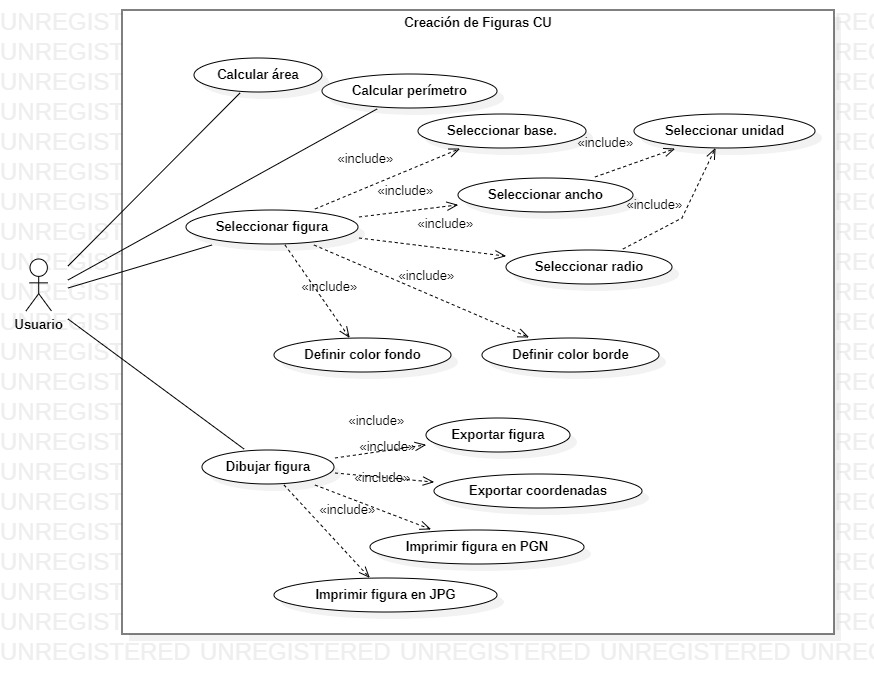 Creación de Figuras CU
Calcular área
Calcular perímetro
Seleccionar base.
Seleccionar unidad
«include»
«include»
«include»
Seleccionar ancho
«include»
«include»
Seleccionar figura
Seleccionar radio
«include»
«include»
Usuario
Definir color fondo
Definir color borde
«include»
Exportar figura
«include»
Dibujar figura
«include»
Exportar coordenadas
«include»
Imprimir figura en PGN
Imprimir figura en JPG
UNREGISTERED UNREGISTERED UNREGISTERED UNREGISTERED